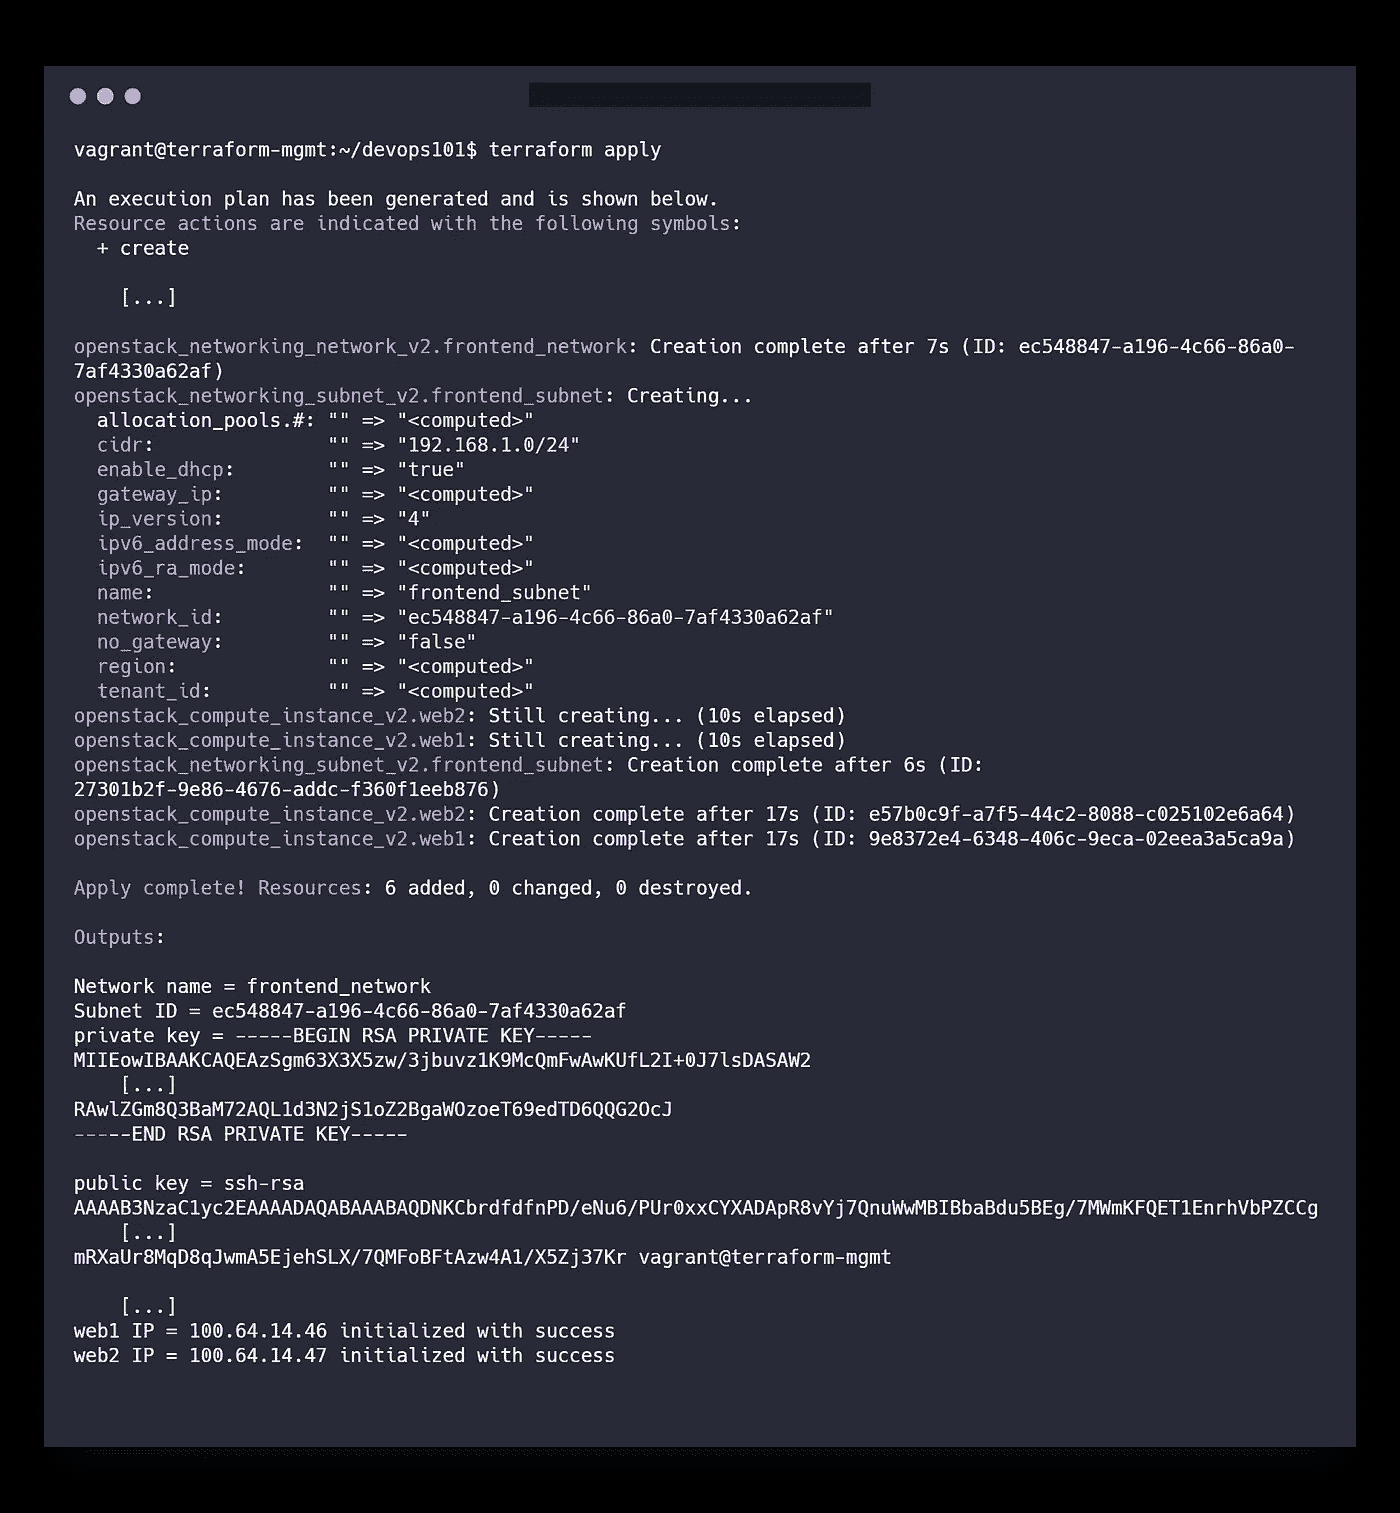 vagrant@terraform-mgmt:~/devops101$ terraform apply
An execution plan has been generated and is shown below.
Resource actions are indicated with the following symbols:
  + create
    [...]
openstack_networking_network_v2.frontend_network: Creation complete after 7s (ID: ec548847-a196-4c66-86a0-
7af4330a62af)
openstack_networking_subnet_v2.frontend_subnet: Creating...
  allocation_pools.#: "" => "<computed>"
  cidr:               "" => "192.168.1.0/24"
  enable_dhcp:        "" => "true"
  gateway_ip:         "" => "<computed>"
  ip_version:         "" => "4"
  ipv6_address_mode:  "" => "<computed>"
  ipv6_ra_mode:       "" => "<computed>"
  name:               "" => "frontend_subnet"
  network_id:         "" => "ec548847-a196-4c66-86a0-7af4330a62af"
  no_gateway:         "" => "false"
  region:             "" => "<computed>"
  tenant_id:          "" => "<computed>"
openstack_compute_instance_v2.web2: Still creating... (10s elapsed)
openstack_compute_instance_v2.web1: Still creating... (10s elapsed)
openstack_networking_subnet_v2.frontend_subnet: Creation complete after 6s (ID:
27301b2f-9e86-4676-addc-f360f1eeb876)
openstack_compute_instance_v2.web2: Creation complete after 17s (ID: e57b0c9f-a7f5-44c2-8088-c025102e6a64)
openstack_compute_instance_v2.web1: Creation complete after 17s (ID: 9e8372e4-6348-406c-9eca-02eea3a5ca9a)
Apply complete! Resources: 6 added, 0 changed, 0 destroyed.
Outputs:
Network name = frontend_network
Subnet ID = ec548847-a196-4c66-86a0-7af4330a62af
private key = -----BEGIN RSA PRIVATE KEY-----
MIIEowIBAAKCAQEAzSgm63X3X5zw/3jbuvz1K9McQmFwAwKUfL2I+0J7lsDASAW2
    [...]
RAwlZGm8Q3BaM72AQL1d3N2jS1oZ2BgaWOzoeT69edTD6QQG2OcJ
-----END RSA PRIVATE KEY-----
public key = ssh-rsa
AAAAB3NzaC1yc2EAAAADAQABAAABAQDNKCbrdfdfnPD/eNu6/PUr0xxCYXADApR8vYj7QnuWwMBIBbaBdu5BEg/7MWmKFQET1EnrhVbPZCCg
    [...]
mRXaUr8MqD8qJwmA5EjehSLX/7QMFoBFtAzw4A1/X5Zj37Kr vagrant@terraform-mgmt
    [...]
web1 IP = 100.64.14.46 initialized with success
web2 IP = 100.64.14.47 initialized with success